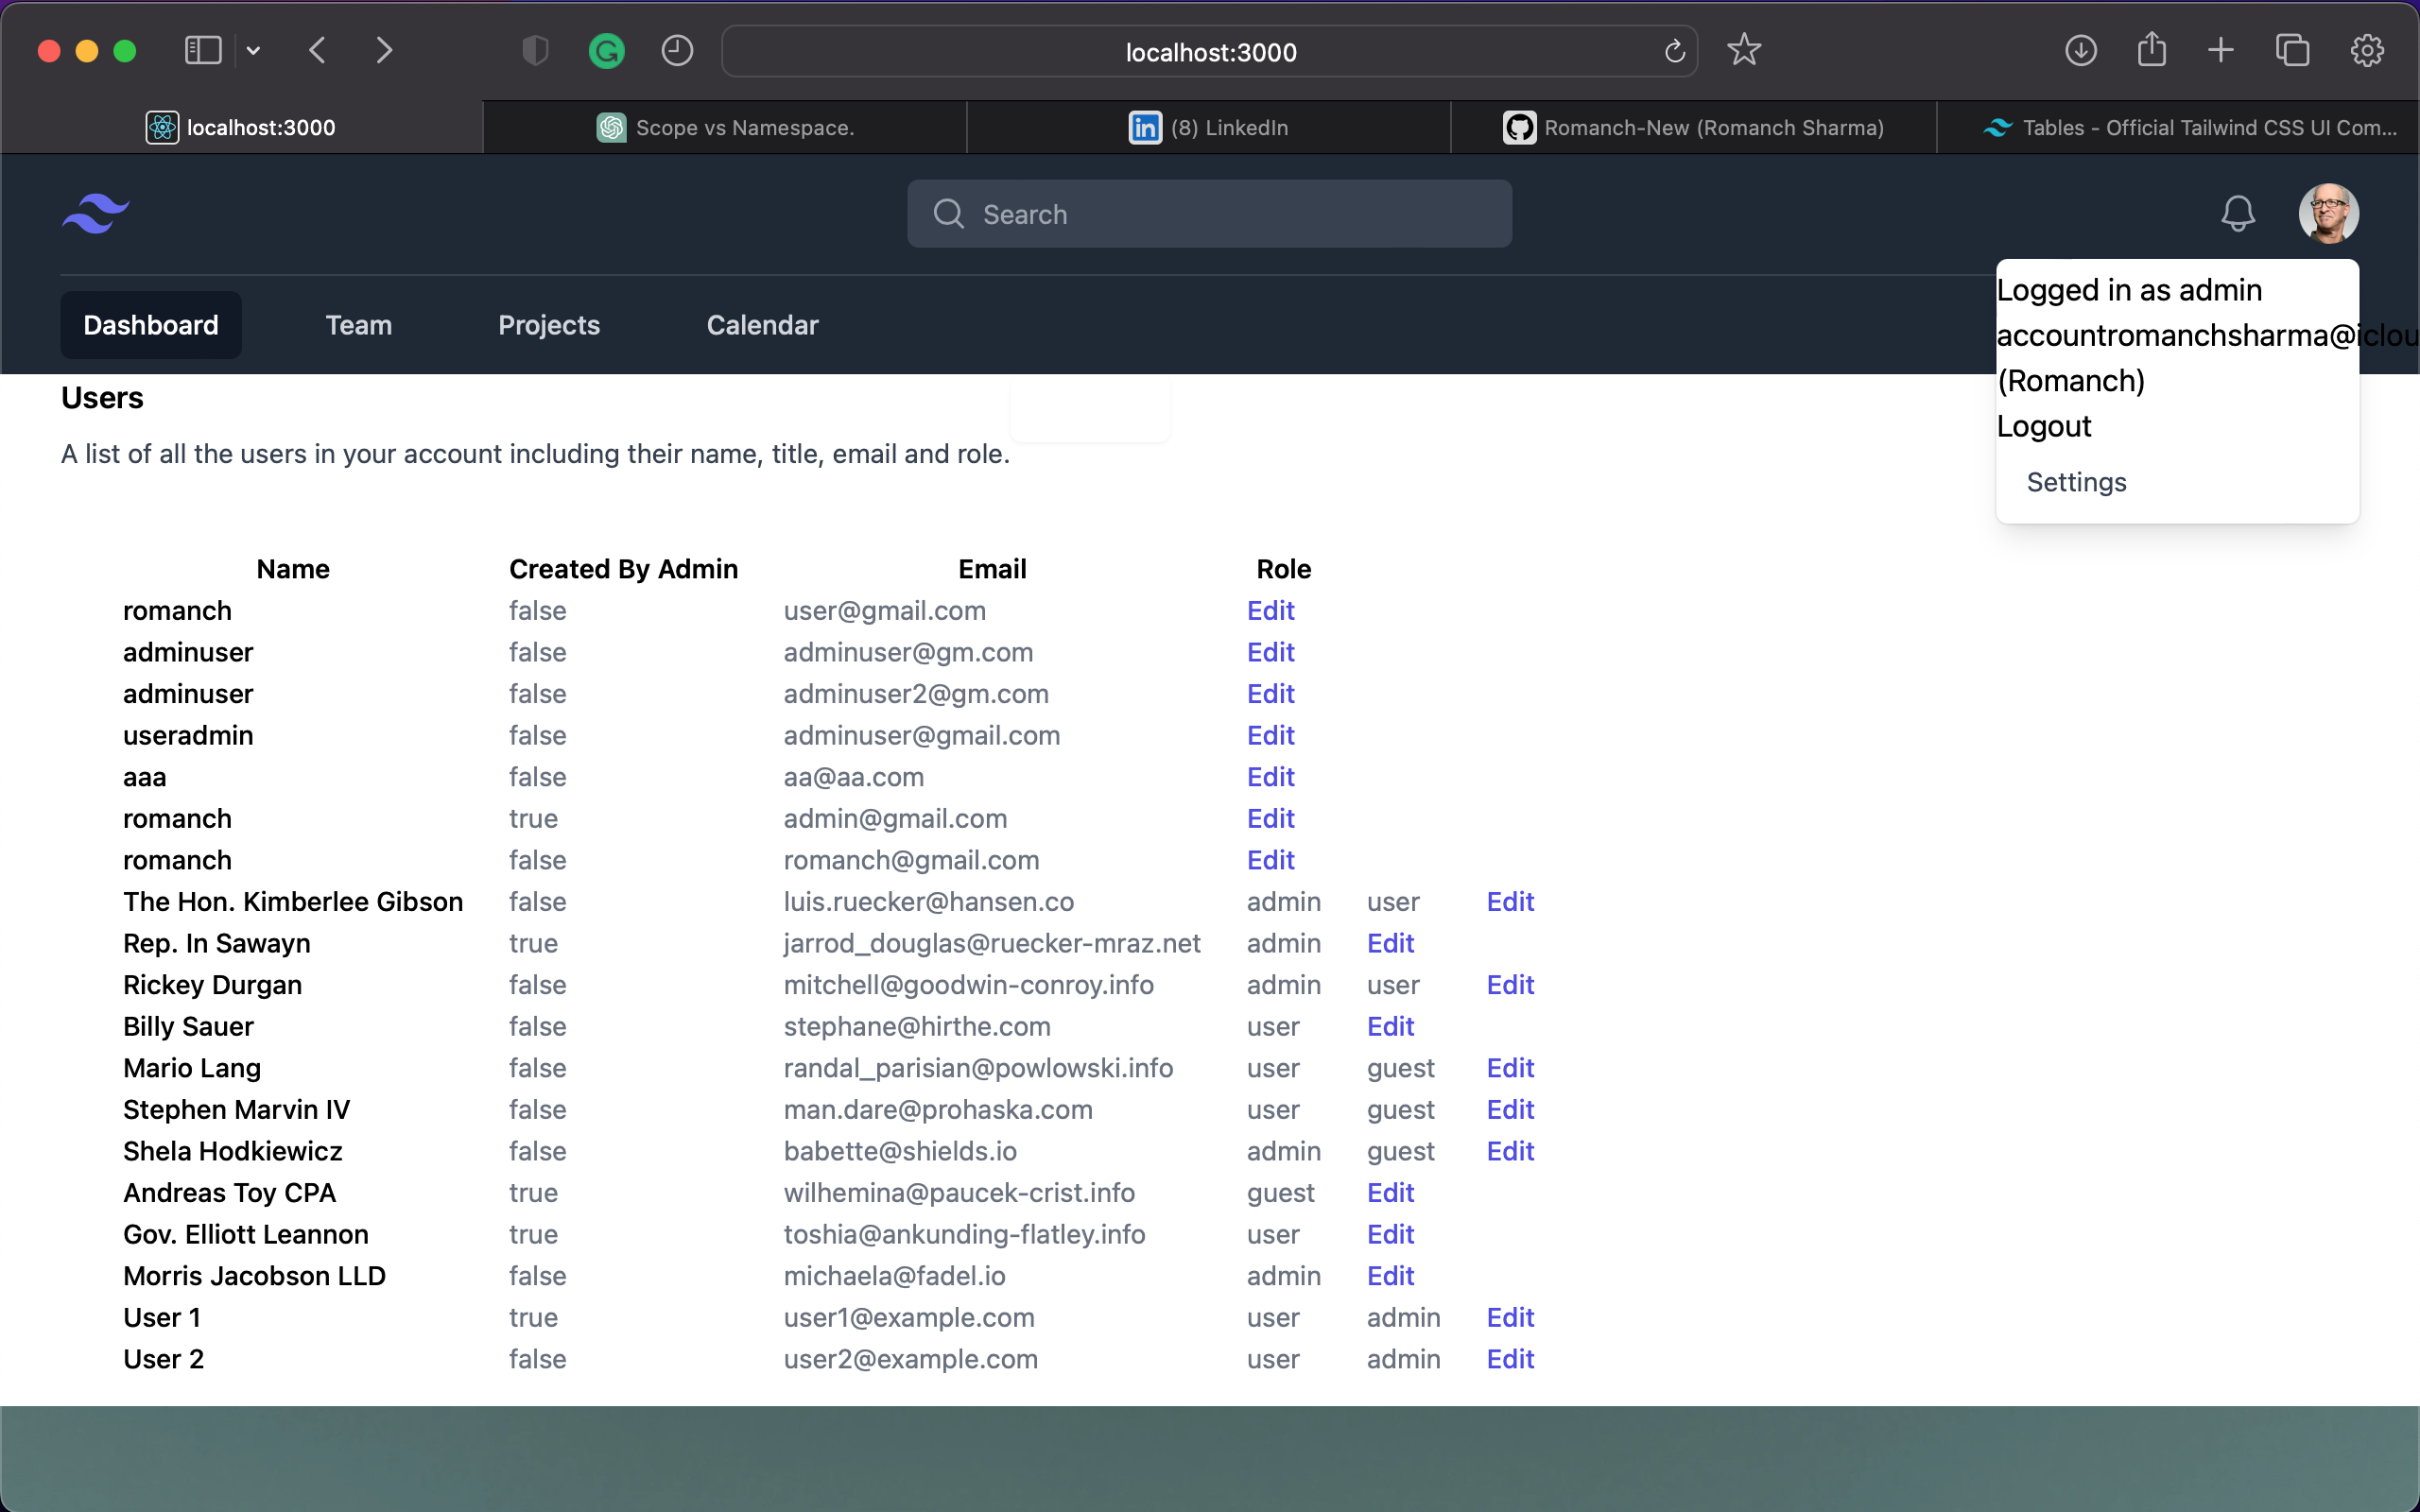 localhost:3000
localhost:3000
Scope vs Namespace.
(8) LinkedIn
Romanch-New (Romanch Sharma)
Tables - Official Tailwind CSS UI Com...
Search
Dashboard Team Projects Calendar
Logged in as admin
accountromanchsharma@iclou
(Romanch)
Logout
Settings
Users
A list of all the users in your account including their name, title, email and role.
Name Created By Admin Email Role
romanch false user@gmail.com Edit
adminuser false adminuser@gm.com Edit
adminuser false adminuser2@gm.com Edit
useradmin false adminuser@gmail.com Edit
aaa false aa@aa.com Edit
romanch true admin@gmail.com Edit
romanch false romanch@gmail.com Edit
The Hon. Kimberlee Gibson false luis.ruecker@hansen.co admin user Edit
Rep. In Sawayn true jarrod_douglas@ruecker-mraz.net admin Edit
Rickey Durgan false mitchell@goodwin-conroy.info admin user Edit
Billy Sauer false stephane@hirthe.com user Edit
Mario Lang false randal_parisian@powlowski.info user guest Edit
Stephen Marvin IV false man.dare@prohaska.com user guest Edit
Shela Hodkiewicz false babette@shields.io admin guest Edit
Andreas Toy CPA true wilhemina@paucek-crist.info guest Edit
Gov. Elliott Leannon true toshia@ankunding-flatley.info user Edit
Morris Jacobson LLD false michaela@fadel.io admin Edit
User 1 true user1@example.com user admin Edit
User 2 false user2@example.com user admin Edit